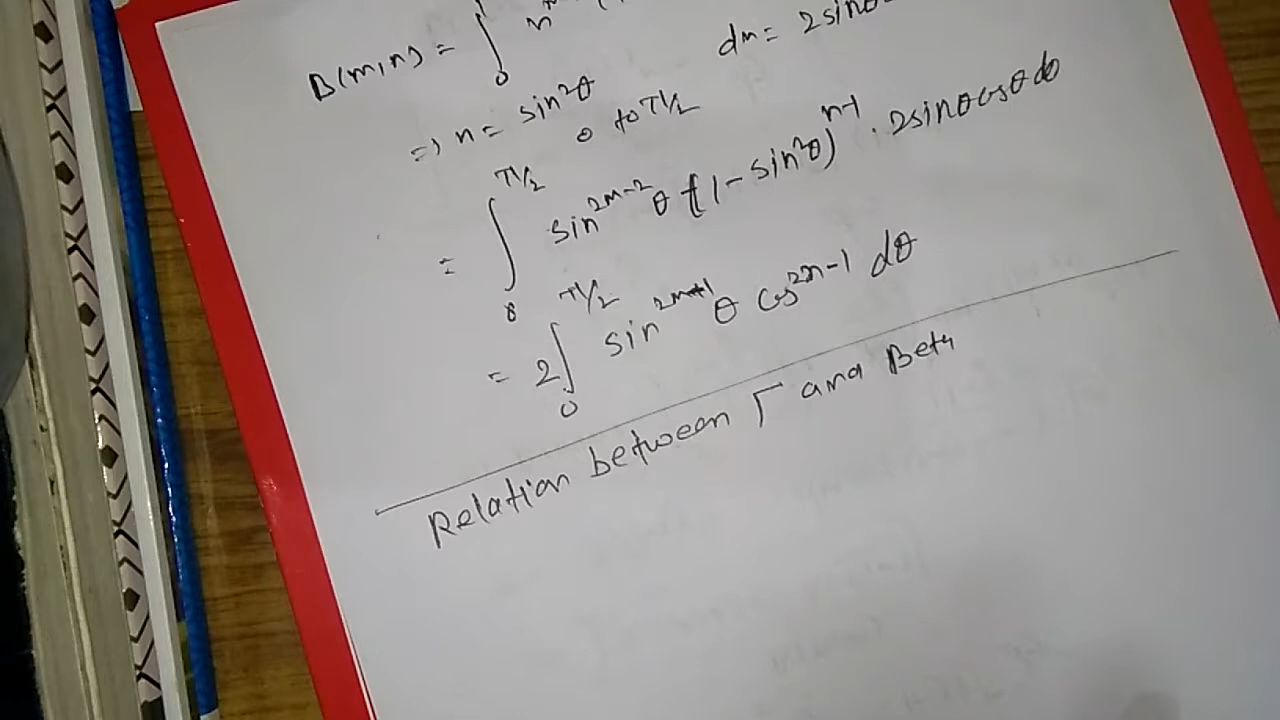 B(m,n) = ∫₀¹ x
dx = 2sinθ
=> x = sin²θ
0 to π/2
= ∫₀^{π/2} sin^{2m-2}θ (1-sin²θ)^{n-1} . 2sinθcosθdθ
= 2∫₀^{π/2} sin^{2m-1}θ cos^{2n-1} dθ
Relation between Γ and Beta